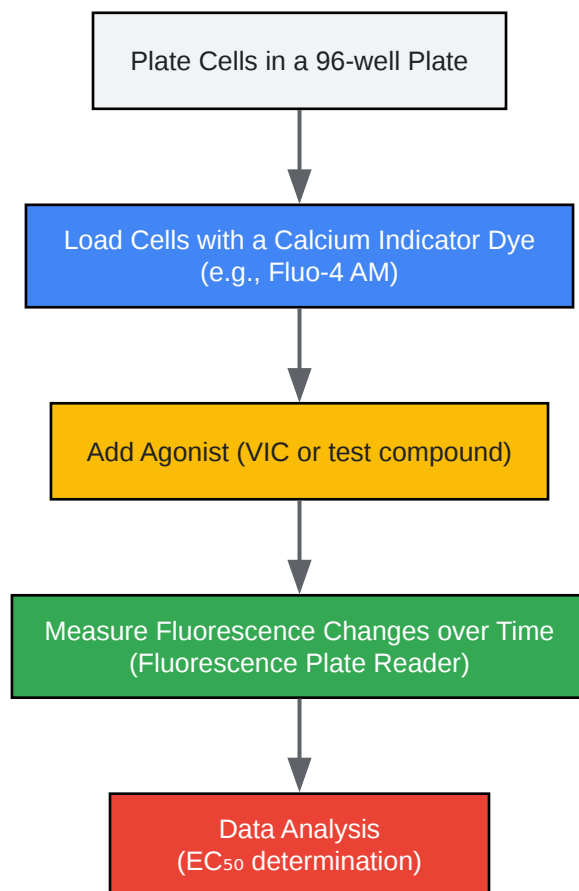 Plate Cells in a 96-well Plate
Load Cells with a Calcium Indicator Dye
(e.g., Fluo-4 AM)
Add Agonist (VIC or test compound)
Measure Fluorescence Changes over Time
(Fluorescence Plate Reader)
Data Analysis
(EC₅₀ determination)